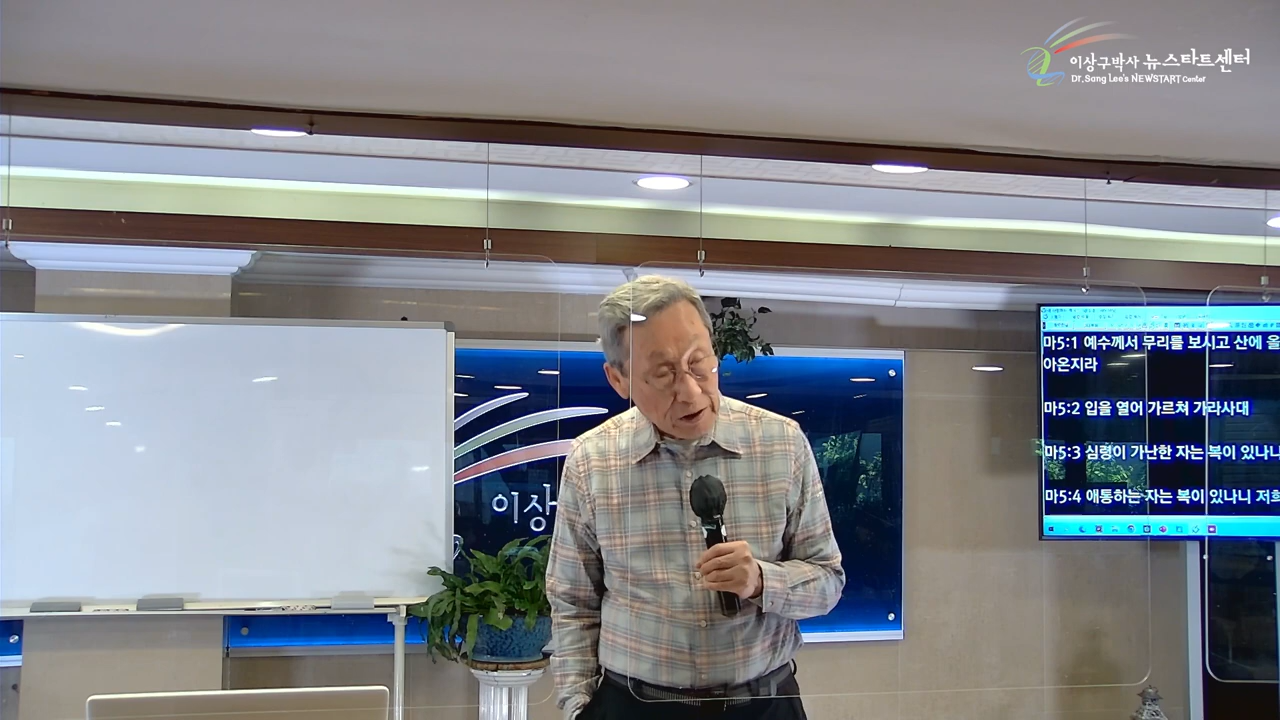 이상구박사 뉴스타트센터
Dr. Sang Lee's NEWSTART Center
마5:1 예수께서 무리를 보시고 산에
아온지라
마5:2 입을 열어 가르쳐 가라사대
마5:3 심령이 가난한 자는 복이 있나니
마5:4 애통하는 자는 복이 있나니 저희
이상